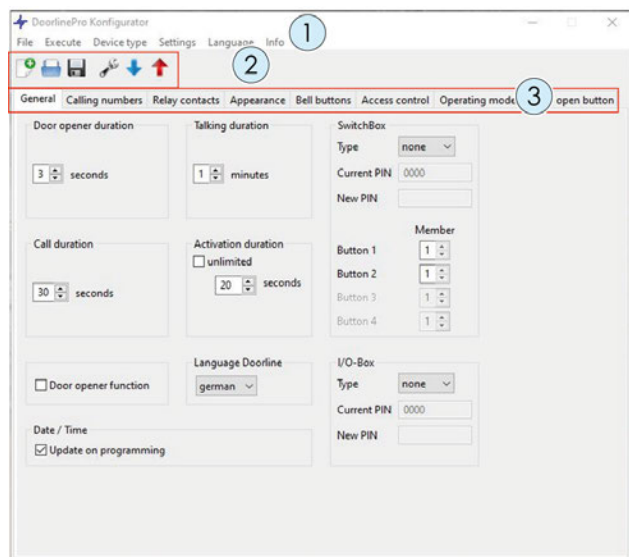 DoorlinePro Konfigurator
File Execute Device type Settings Language Info
1
2
3
General Calling numbers Relay contacts Appearance Bell buttons Access control Operating mode open button
Door opener duration
3 seconds
Talking duration
1 minutes
SwitchBox
Type none
Current PIN 0000
New PIN
Member
Button 1 1
Button 2 1
Button 3 1
Button 4 1
Call duration
30 seconds
Activation duration
unlimited
20 seconds
Door opener function
Language Doorline
german
I/O-Box
Type none
Current PIN 0000
New PIN
Date / Time
Update on programming